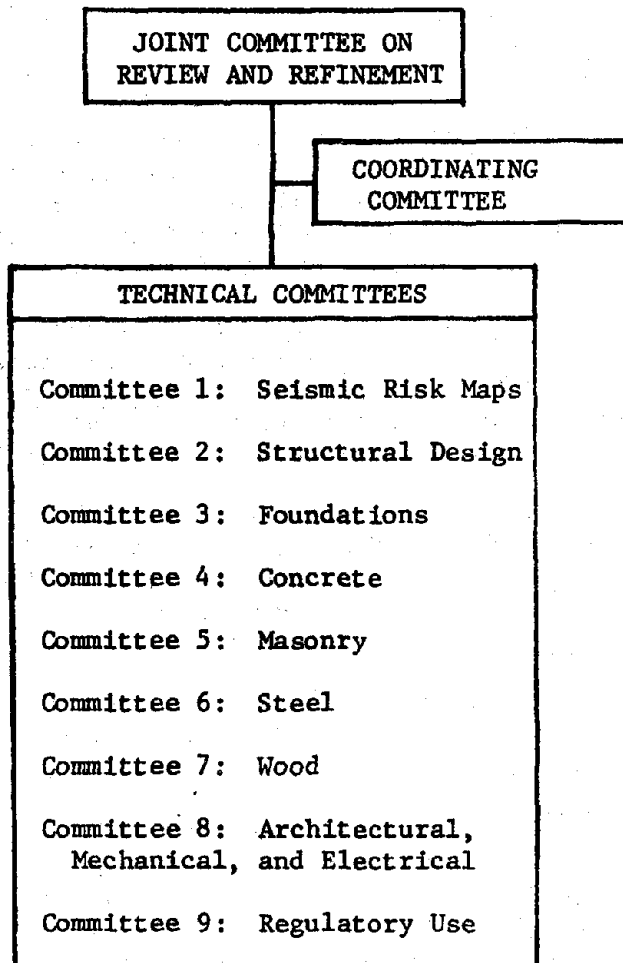 JOINT COMMITTEE ON
REVIEW AND REFINEMENT
COORDINATING
COMMITTEE
TECHNICAL COMMITTEES
Committee 1: Seismic Risk Maps
Committee 2: Structural Design
Committee 3: Foundations
Committee 4: Concrete
Committee 5: Masonry
Committee 6: Steel
Committee 7: Wood
Committee 8: Architectural,
Mechanical, and Electrical
Committee 9: Regulatory Use